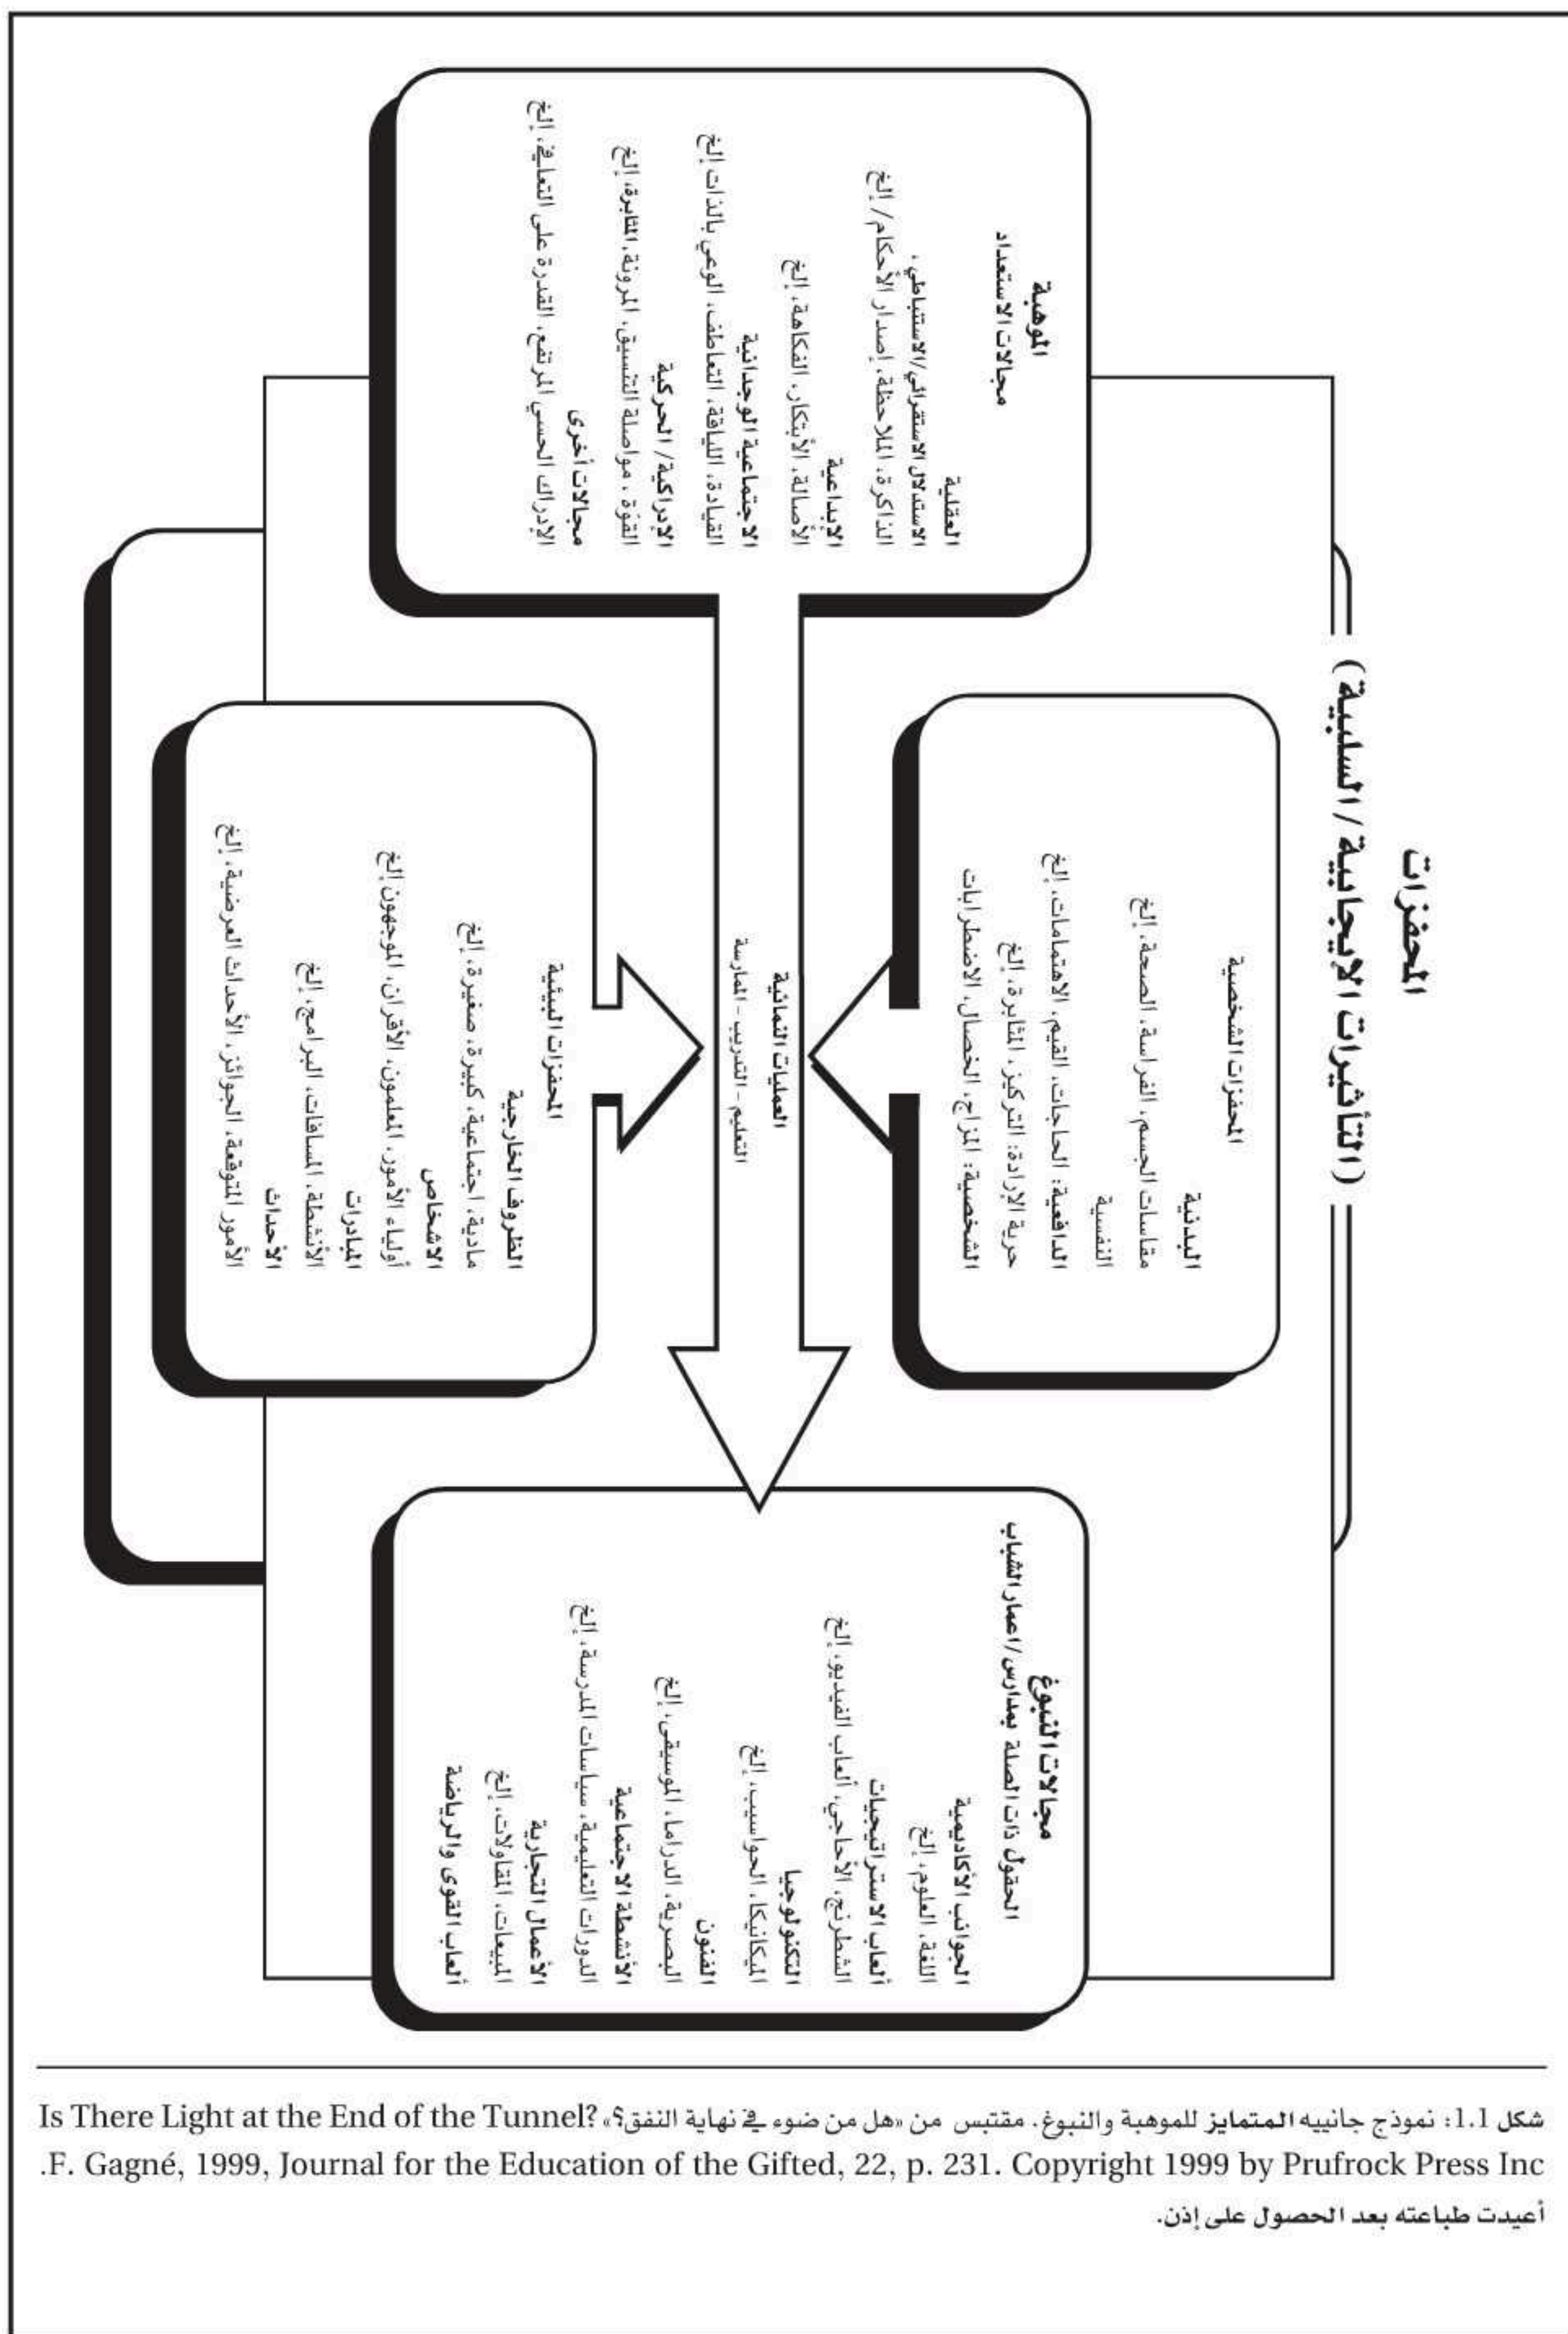 المحفزات
(التأثيرات الإيجابية / السلبية)
الموهبة
مجالات الاستعداد
العقلية
الاستدلال الاستقرائي/الاستنباطي،
الذاكرة، الملاحظة، إصدار الأحكام/ إلخ
الإبداعية
الأصالة، الأبتكار، الفكاهة، إلخ
الاجتماعية الوجدانية
القيادة، اللياقة، التعاطف، الوعي بالذات إلخ
الإدراكية/ الحركية
القوّة، مواصلة التنسيق، المرونة، المثابرة، إلخ
مجالات أخرى
الإدراك الحسي المرتفع، القدرة على التعافي، إلخ
المحفزات الشخصية
البدنية
مقاسات الجسم، الفراسة، الصحة، إلخ
النفسية
الدافعية: الحاجات، القيم، الاهتمامات، إلخ
حرية الإرادة: التركيز، المثابرة، إلخ
الشخصية: المزاج، الخصال، الاضطرابات
العمليات النمائية
التعليم – التدريب – الممارسة
المحفزات البيئية
الظروف الخارجية
مادية، اجتماعية، كبيرة، صغيرة، إلخ
الاشخاص
أولياء الأمور، المعلمون، الأقران، الموجهون إلخ
المبادرات
الأنشطة، المسافات، البرامج، إلخ
الأحداث
الأمور المتوقعة، الجوائز، الأحداث العرضية، إلخ
مجالات النبوغ
الحقول ذات الصلة بمدارس/اعمار الشباب
الجوانب الأكاديمية
اللغة، العلوم، إلخ
ألعاب الاستراتيجيات
الشطرنج، الأحاجي، ألعاب الفيديو، إلخ
التكنولوجيا
الميكانيكا، الحواسيب، إلخ
الفنون
البصرية، الدراما، الموسيقى، إلخ
الأنشطة الاجتماعية
الدورات التعليمية، سياسات المدرسة، إلخ
الأعمال التجارية
المبيعات، المقاولات، إلخ
ألعاب القوى والرياضة
شكل 1.1: نموذج جانييه المتمايز للموهبة والنبوغ. مقتبس من «هل من ضوء في نهاية النفق؟» Is There Light at the End of the Tunnel?
F. Gagné, 1999, Journal for the Education of the Gifted, 22, p. 231. Copyright 1999 by Prufrock Press Inc.
أعيدت طباعته بعد الحصول على إذن.